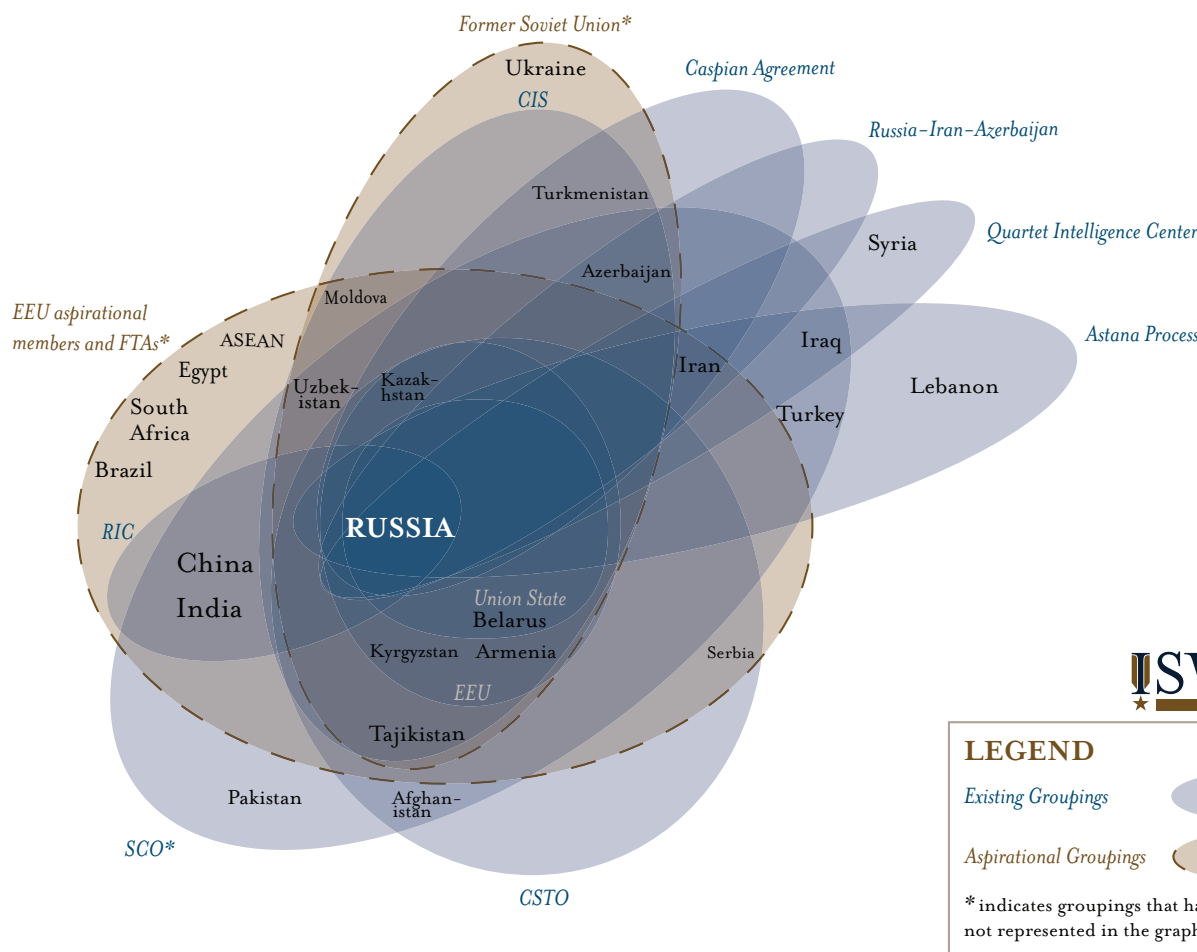 Former Soviet Union*
Ukraine
CIS
Caspian Agreement
Russia-Iran-Azerbaijan
Turkmenistan
Quartet Intelligence Center
Syria
Azerbaijan
Moldova
EEU aspirational
members and FTAs*
ASEAN
Iraq
Astana Process
Egypt
Iran
Kazak-
hstan
Uzbek-
istan
Lebanon
South
Africa
Turkey
Brazil
RUSSIA
RIC
China
India
Union State
Belarus
Kyrgyzstan
Armenia
Serbia
EEU
Tajikistan
Pakistan
Afghan-
istan
SCO*
CSTO
LEGEND
Existing Groupings
Aspirational Groupings
* indicates groupings that
not represented in the